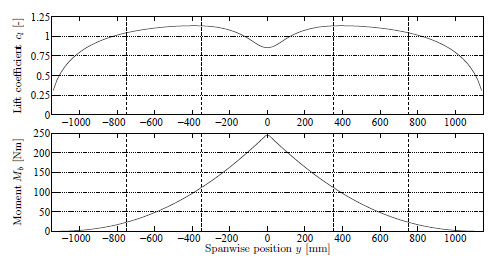 Lift coefficient cl [-]
1.25
1
0.75
0.5
0.25
0
−1000 −800 −600 −400 −200 0 200 400 600 800 1000
Moment Mb [Nm]
250
200
150
100
50
0
−1000 −800 −600 −400 −200 0 200 400 600 800 1000
Spanwise position y [mm]